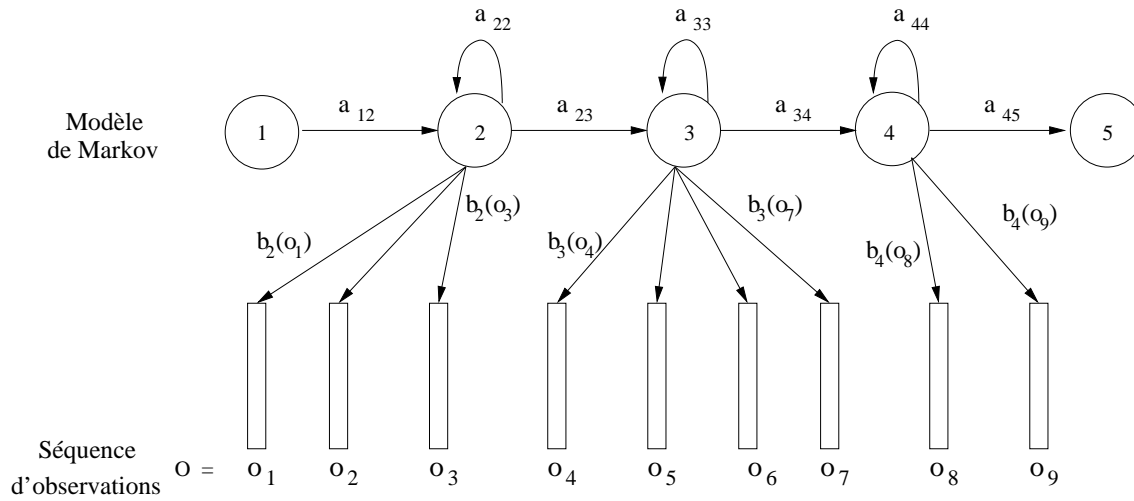 a 22 a 33 a 44
Modèle
de Markov
1 a 12 2 a 23 3 a 34 4 a 45 5
b2(o1) b2(o3) b3(o4) b3(o7) b4(o8) b4(o9)
Séquence
d'observations
O = o1 o2 o3 o4 o5 o6 o7 o8 o9